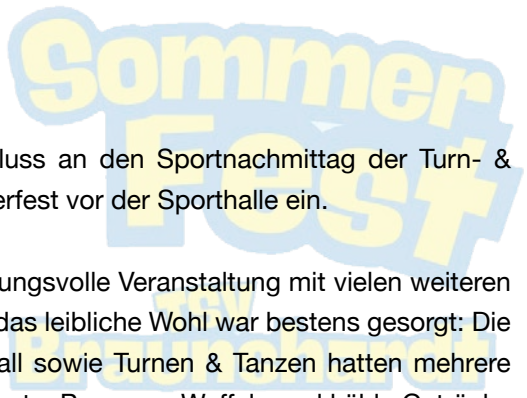 Sommer
Fest
TSV
Braunshardt
luss an den Sportnachmittag der Turn- &
erfest vor der Sporthalle ein.
ungsvolle Veranstaltung mit vielen weiteren
das leibliche Wohl war bestens gesorgt: Die
all sowie Turnen & Tanzen hatten mehrere